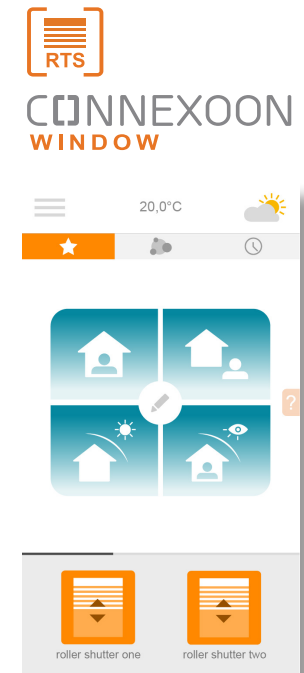 RTS
CONNEXOON
WINDOW
20,0°C
?
roller shutter one
roller shutter two